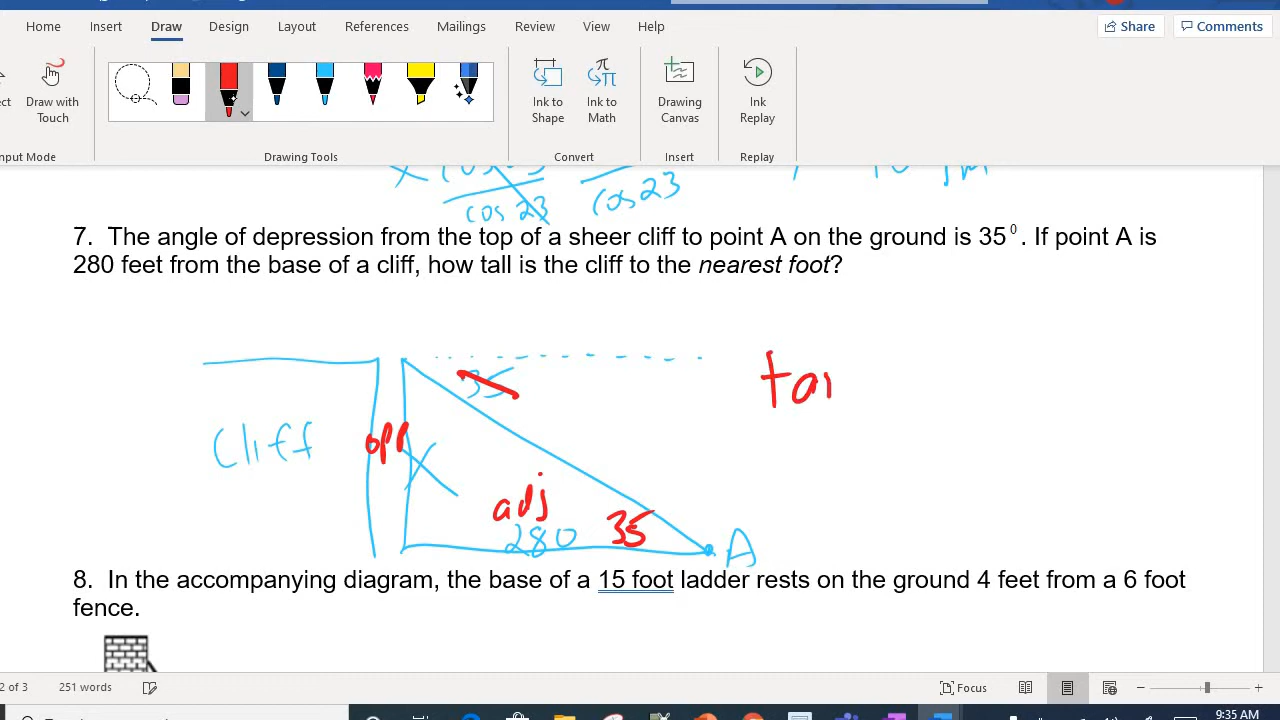 Home Insert Draw Design Layout References Mailings Review View Help Share Comments
Draw with Touch Ink to Shape Ink to Math Drawing Canvas Ink Replay
nput Mode Drawing Tools Convert Insert Replay
cos 23 cos 23
7. The angle of depression from the top of a sheer cliff to point A on the ground is 35⁰. If point A is
280 feet from the base of a cliff, how tall is the cliff to the nearest foot?
35 tan
Cliff opp x
adj
280 35 A
8. In the accompanying diagram, the base of a 15 foot ladder rests on the ground 4 feet from a 6 foot
fence.
2 of 3 251 words Focus
9:35 AM